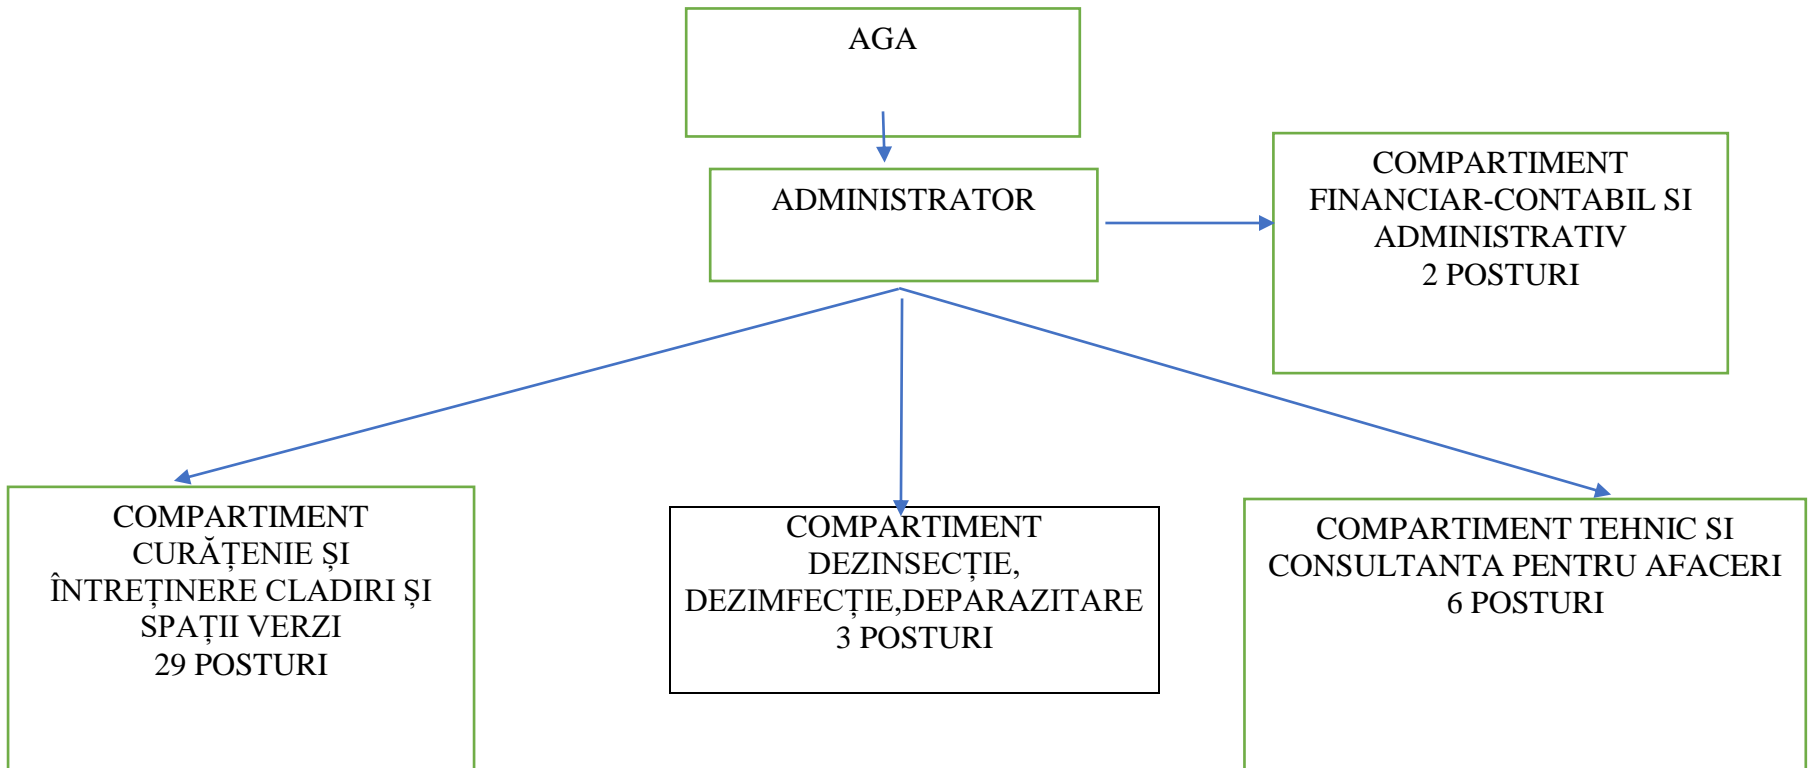 AGA
ADMINISTRATOR
COMPARTIMENT
FINANCIAR-CONTABIL SI
ADMINISTRATIV
2 POSTURI
COMPARTIMENT
CURĂȚENIE ȘI
ÎNTREȚINERE CLADIRI ȘI
SPAȚII VERZI
29 POSTURI
COMPARTIMENT
DEZINSECȚIE,
DEZIMFECȚIE,DEPARAZITARE
3 POSTURI
COMPARTIMENT TEHNIC SI
CONSULTANTA PENTRU AFACERI
6 POSTURI